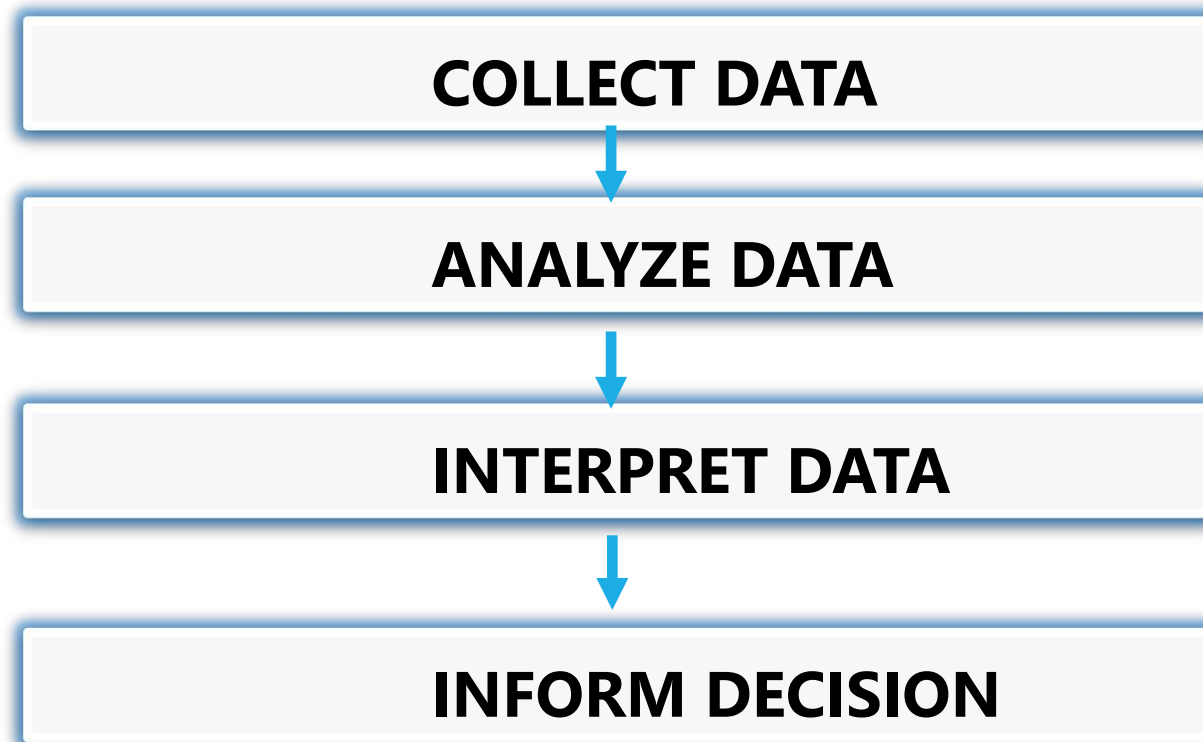 COLLECT DATA
ANALYZE DATA
INTERPRET DATA
INFORM DECISION